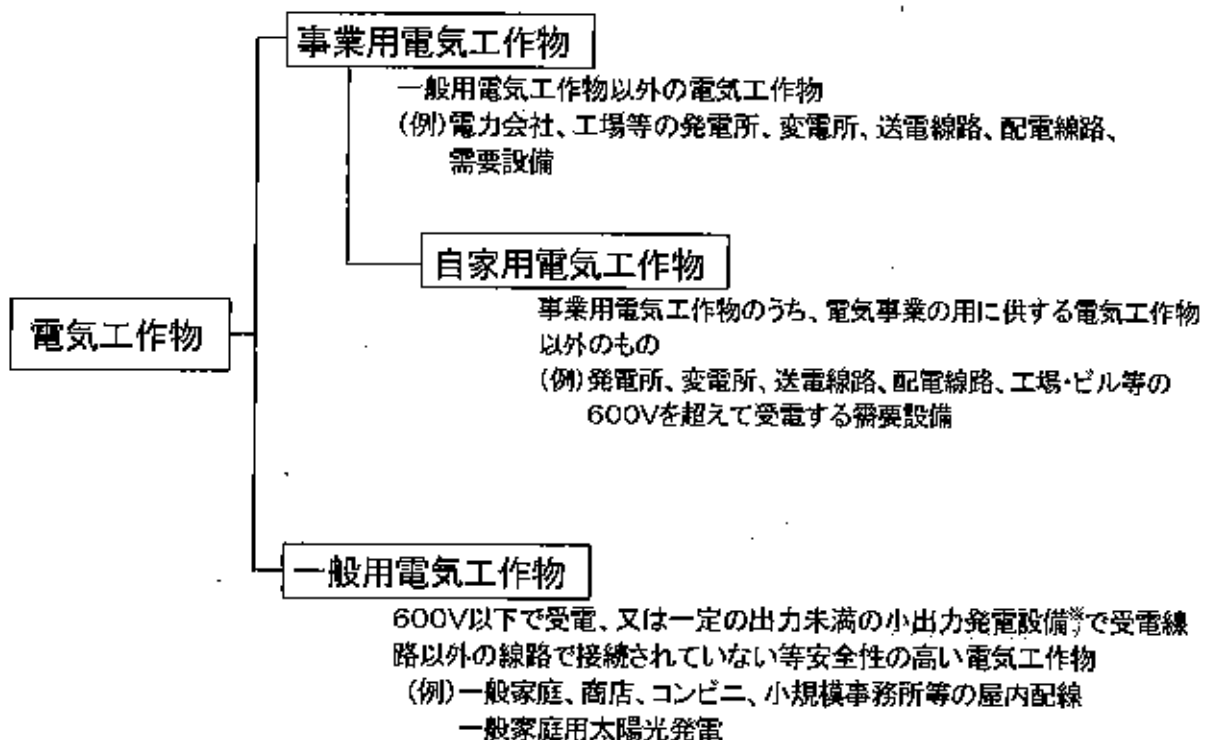 事業用電気工作物
一般用電気工作物以外の電気工作物
(例)電力会社、工場等の発電所、変電所、送電線路、配電線路、
需要設備
自家用電気工作物
事業用電気工作物のうち、電気事業の用に供する電気工作物
以外のもの
(例)発電所、変電所、送電線路、配電線路、工場・ビル等の
600Vを超えて受電する需要設備
電気工作物
一般用電気工作物
600V以下で受電、又は一定の出力未満の小出力発電設備※で受電線
路以外の線路で接続されていない等安全性の高い電気工作物
(例)一般家庭、商店、コンビニ、小規模事務所等の屋内配線
一般家庭用太陽光発電